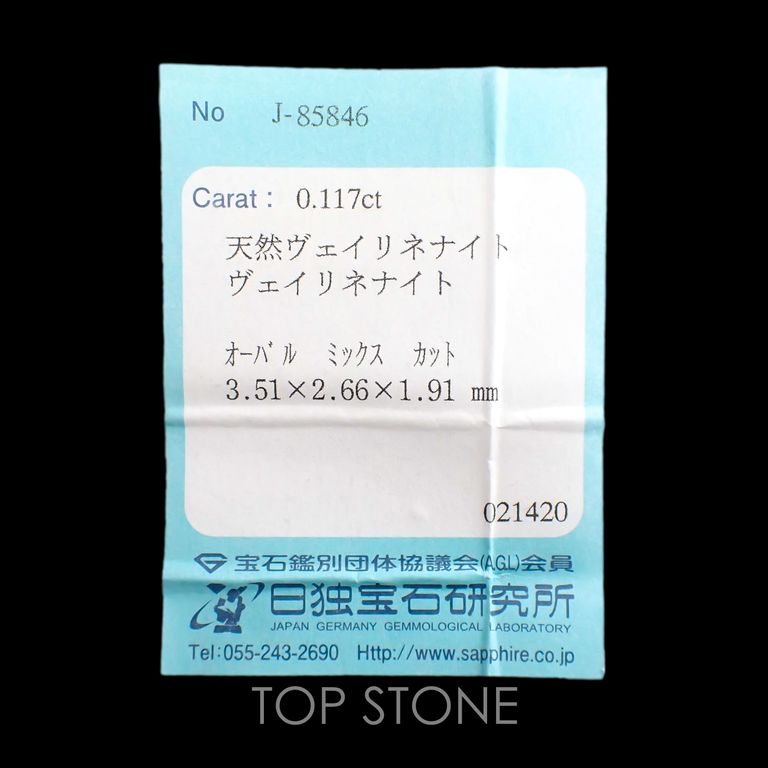 No J-85846
Carat: 0.117ct
天然ヴェイリネナイト
ヴェイリネナイト
オーバル ミックス カット
3.51×2.66×1.91 mm
021420
宝石鑑別団体協議会(AGL)会員
日独宝石研究所
JAPAN GERMANY GEMMOLOGICAL LABORATORY
Tel:055-243-2690 Http://www.sapphire.co.jp
TOP STONE